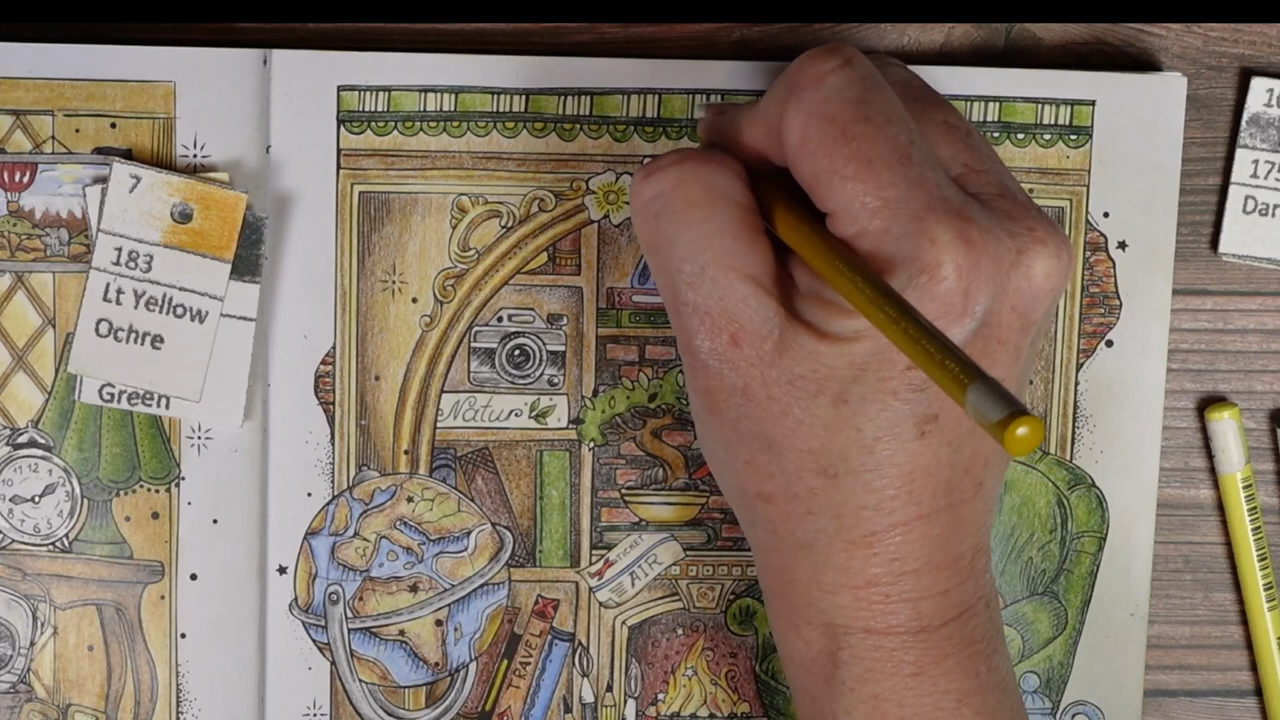 7
183
Lt Yellow
Ochre
Green
Natur
TICKET
AIR
TRAVEL
175
Dar